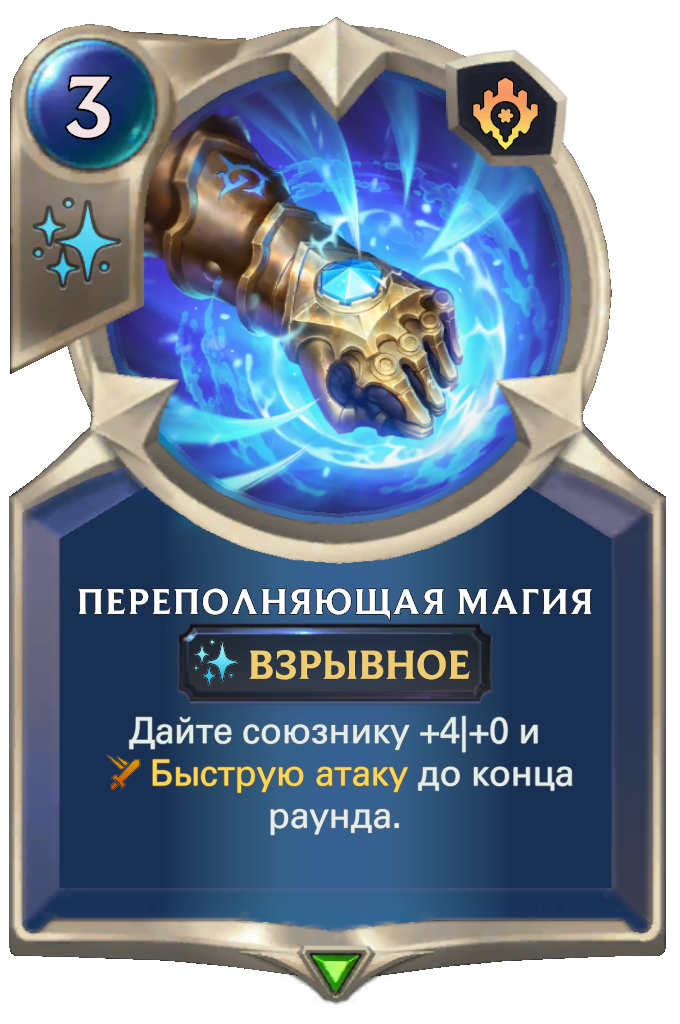 3
ПЕРЕПОЛНЯЮЩАЯ МАГИЯ
ВЗРЫВНОЕ
Дайте союзнику +4|+0 и
Быструю атаку до конца
раунда.